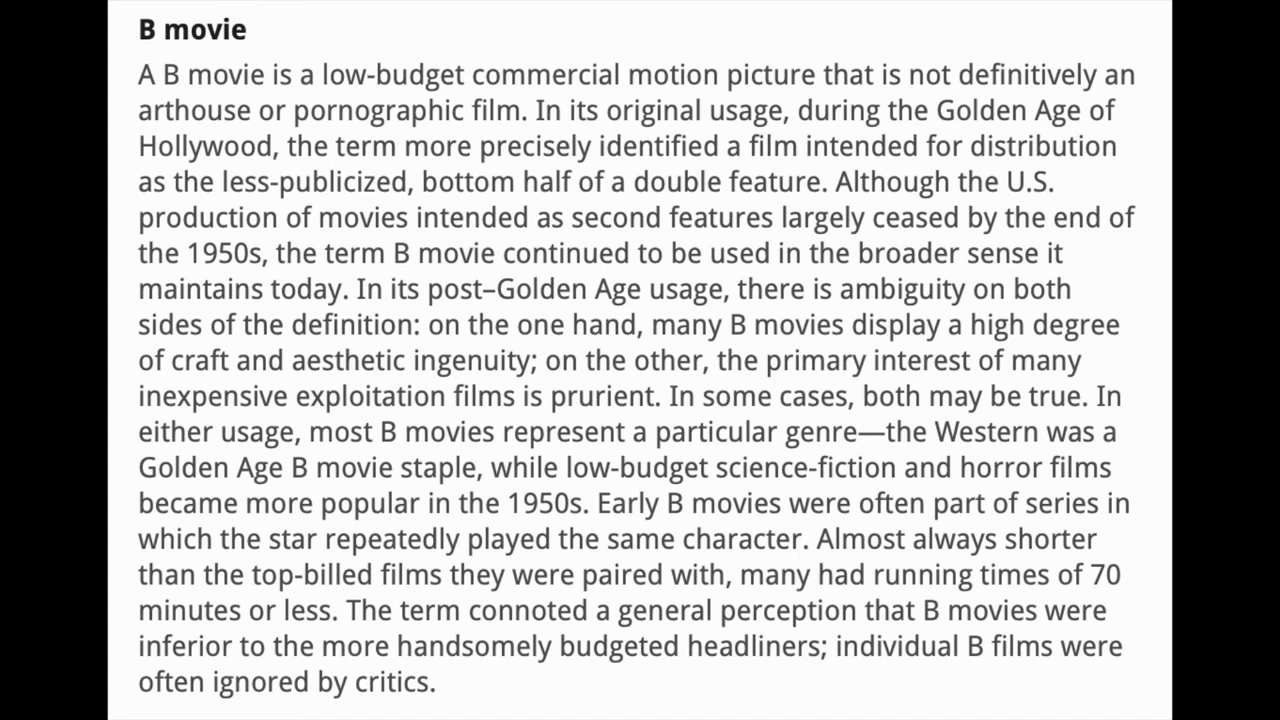 B movie
A B movie is a low-budget commercial motion picture that is not definitively an
arthouse or pornographic film. In its original usage, during the Golden Age of
Hollywood, the term more precisely identified a film intended for distribution
as the less-publicized, bottom half of a double feature. Although the U.S.
production of movies intended as second features largely ceased by the end of
the 1950s, the term B movie continued to be used in the broader sense it
maintains today. In its post–Golden Age usage, there is ambiguity on both
sides of the definition: on the one hand, many B movies display a high degree
of craft and aesthetic ingenuity; on the other, the primary interest of many
inexpensive exploitation films is prurient. In some cases, both may be true. In
either usage, most B movies represent a particular genre—the Western was a
Golden Age B movie staple, while low-budget science-fiction and horror films
became more popular in the 1950s. Early B movies were often part of series in
which the star repeatedly played the same character. Almost always shorter
than the top-billed films they were paired with, many had running times of 70
minutes or less. The term connoted a general perception that B movies were
inferior to the more handsomely budgeted headliners; individual B films were
often ignored by critics.